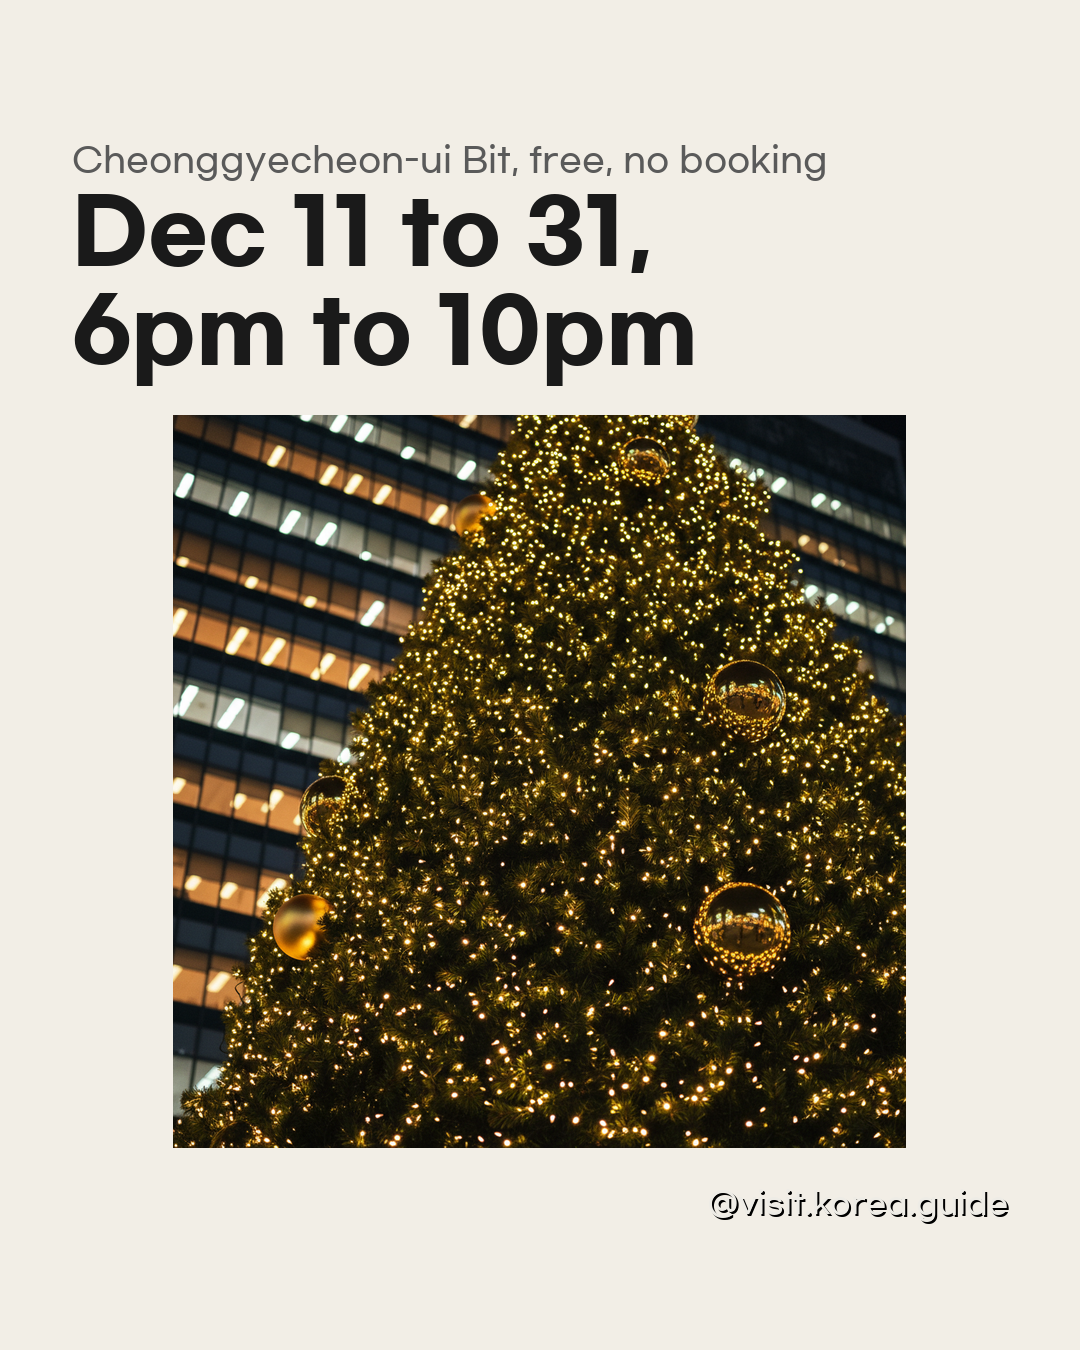 Cheonggyecheon-ui Bit, free, no booking
Dec 11 to 31,
6pm to 10pm
@visit.korea.guide